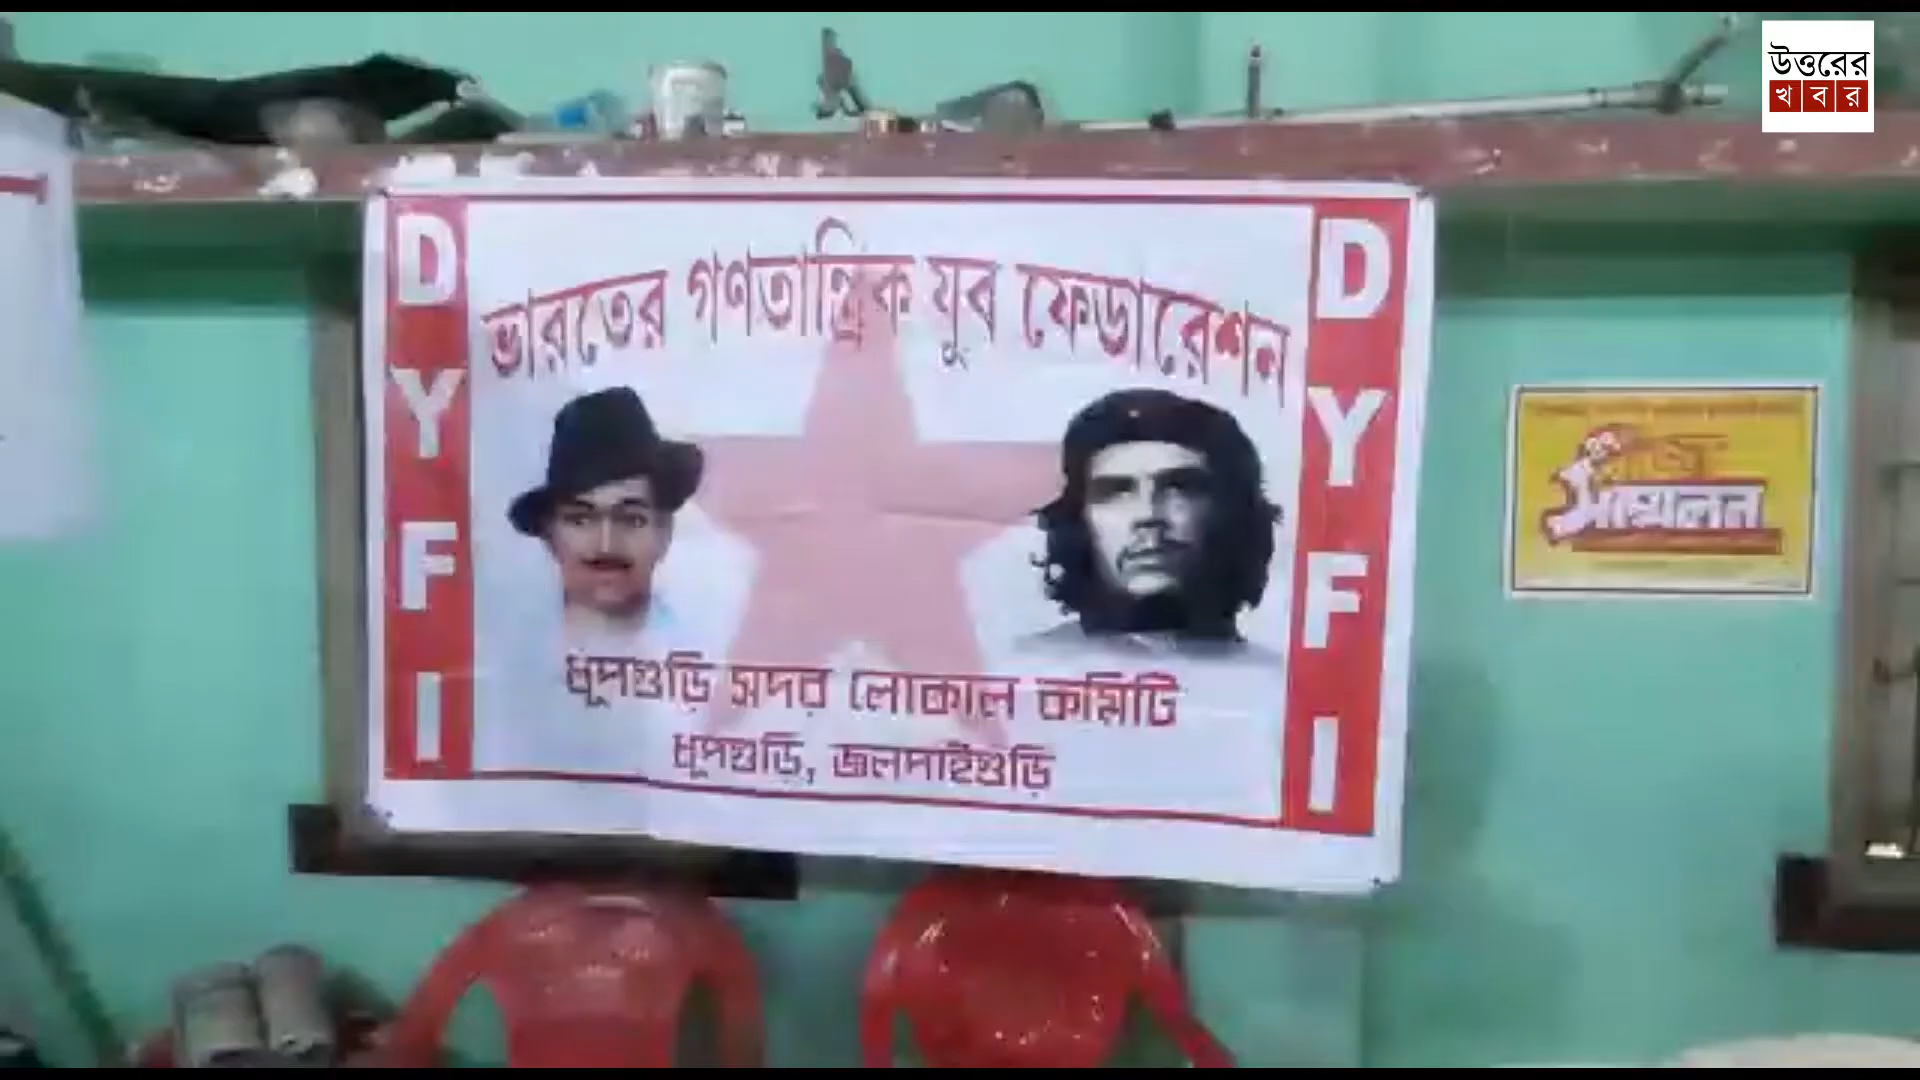 উত্তরের
খবর
DYFI
ভারতের গণতান্ত্রিক যুব ফেডারেশন
DYFI
ধূপগুড়ি সদর লোকাল কমিটি
ধূপগুড়ি, জলপাইগুড়ি
সম্মেলন